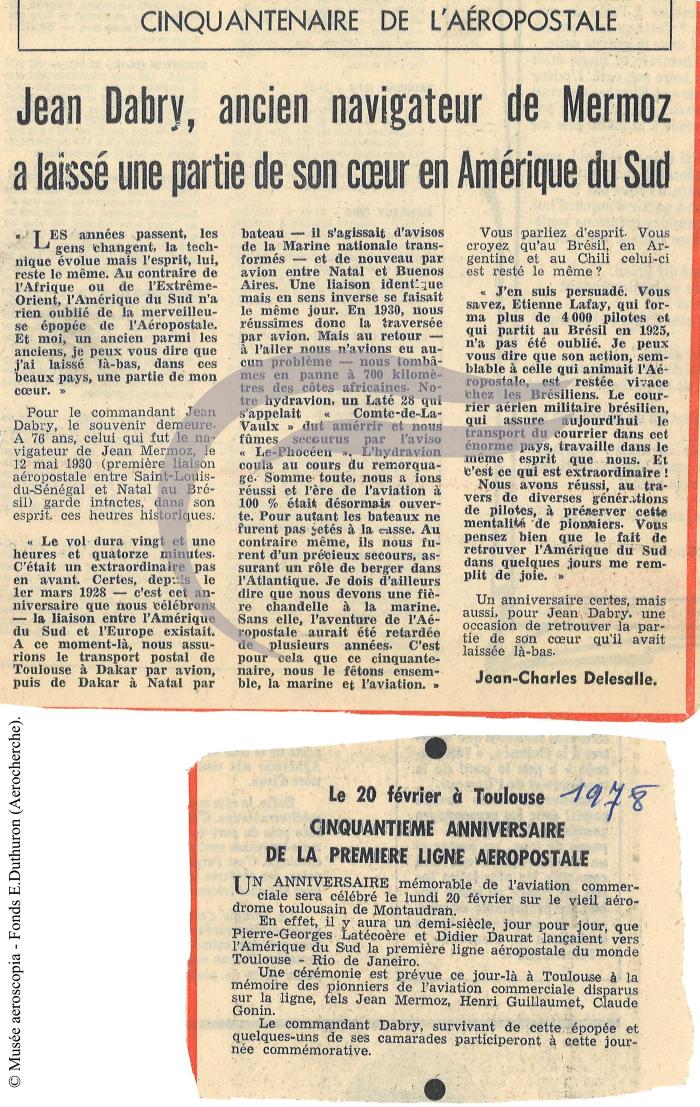 CINQUANTENAIRE DE L'AÉROPOSTALE
Jean Dabry, ancien navigateur de Mermoz
a laissé une partie de son cœur en Amérique du Sud
« LES années passent, les
gens changent, la tech-
nique évolue mais l'esprit, lui,
reste le même. Au contraire de
l'Afrique ou de l'Extrême-
Orient, l'Amérique du Sud n'a
rien oublié de la merveilleu-
se épopée de l'Aéropostale.
Et moi, un ancien parmi les
anciens, je peux vous dire que
j'ai laissé là-bas, dans ces
beaux pays, une partie de mon
cœur. »
Pour le commandant Jean
Dabry, le souvenir demeure.
A 76 ans, celui qui fut le na-
vigateur de Jean Mermoz, le
12 mai 1930 (première liaison
aéropostale entre Saint-Louis-
du-Sénégal et Natal au Bré-
sil) garde intactes, dans son
esprit, ces heures historiques.
« Le vol dura vingt et une
heures et quatorze minutes.
C'était un extraordinaire pas
en avant. Certes, depuis le
1er mars 1928 — c'est cet an-
niversaire que nous célébrons
— la liaison entre l'Amérique
du Sud et l'Europe existait.
A ce moment-là, nous assu-
rions le transport postal de
Toulouse à Dakar par avion,
puis de Dakar à Natal par
bateau — il s'agissait d'avisos
de la Marine nationale trans-
formés — et de nouveau par
avion entre Natal et Buenos
Aires. Une liaison identique
mais en sens inverse se faisait
le même jour. En 1930, nous
réussîmes donc la traversée
par avion. Mais au retour —
à l'aller nous n'avions eu au-
cun problème — nous tombâ-
mes en panne à 700 kilomè-
tres des côtes africaines. No-
tre hydravion, un Laté 28 qui
s'appelait « Comte-de-La-
Vaulx » dut amérrir et nous
fûmes secourus par l'aviso
« Le-Phocéen ». L'hydravion
coula au cours du remorqua-
ge. Somme toute, nous a ions
réussi et l'ère de l'aviation à
100 % était désormais ouver-
te. Pour autant les bateaux ne
furent pas jetés à la casse. Au
contraire même, ils nous fu-
rent d'un précieux secours, as-
surant un rôle de berger dans
l'Atlantique. Je dois d'ailleurs
dire que nous devons une fiè-
re chandelle à la marine.
Sans elle, l'aventure de l'Aé-
ropostale aurait été retardée
de plusieurs années. C'est
pour cela que ce cinquante-
naire, nous le fêtons ensem-
ble, la marine et l'aviation. »
Vous parliez d'esprit. Vous
croyez qu'au Brésil, en Ar-
gentine et au Chili celui-ci
est resté le même ?
« J'en suis persuadé. Vous
savez, Etienne Lafay, qui for-
ma plus de 4 000 pilotes et
qui partit au Brésil en 1925,
n'a pas été oublié. Je peux
vous dire que son action, sem-
blable à celle qui animait l'Aé-
ropostale, est restée vivace
chez les Brésiliens. Le cour-
rier aérien militaire brésilien,
qui assure aujourd'hui le
transport du courrier dans cet
énorme pays, travaille dans le
même esprit que nous. Et
c'est ce qui est extraordinaire !
Nous avons réussi, au tra-
vers de diverses générations
de pilotes, à préserver cette
mentalité de pionniers. Vous
pensez bien que le fait de
retrouver l'Amérique du Sud
dans quelques jours me rem-
plit de joie. »
Un anniversaire certes, mais
aussi, pour Jean Dabry, une
occasion de retrouver la par-
tie de son cœur qu'il avait
laissée là-bas.
Jean-Charles Delesalle.
Le 20 février à Toulouse 1978
CINQUANTIEME ANNIVERSAIRE
DE LA PREMIERE LIGNE AEROPOSTALE
UN ANNIVERSAIRE mémorable de l'aviation commer-
ciale sera célébré le lundi 20 février sur le vieil aéro-
drome toulousain de Montaudran.
En effet, il y aura un demi-siècle, jour pour jour, que
Pierre-Georges Latécoère et Didier Daurat lançaient vers
l'Amérique du Sud la première ligne aéropostale du monde
Toulouse - Rio de Janeiro.
Une cérémonie est prévue ce jour-là à Toulouse à la
mémoire des pionniers de l'aviation commerciale disparus
sur la ligne, tels Jean Mermoz, Henri Guillaumet, Claude
Gonin.
Le commandant Dabry, survivant de cette épopée et
quelques-uns de ses camarades participeront à cette jour-
née commémorative.
© Musée aeroscopia - Fonds E.Duthuron (Aerocherche).